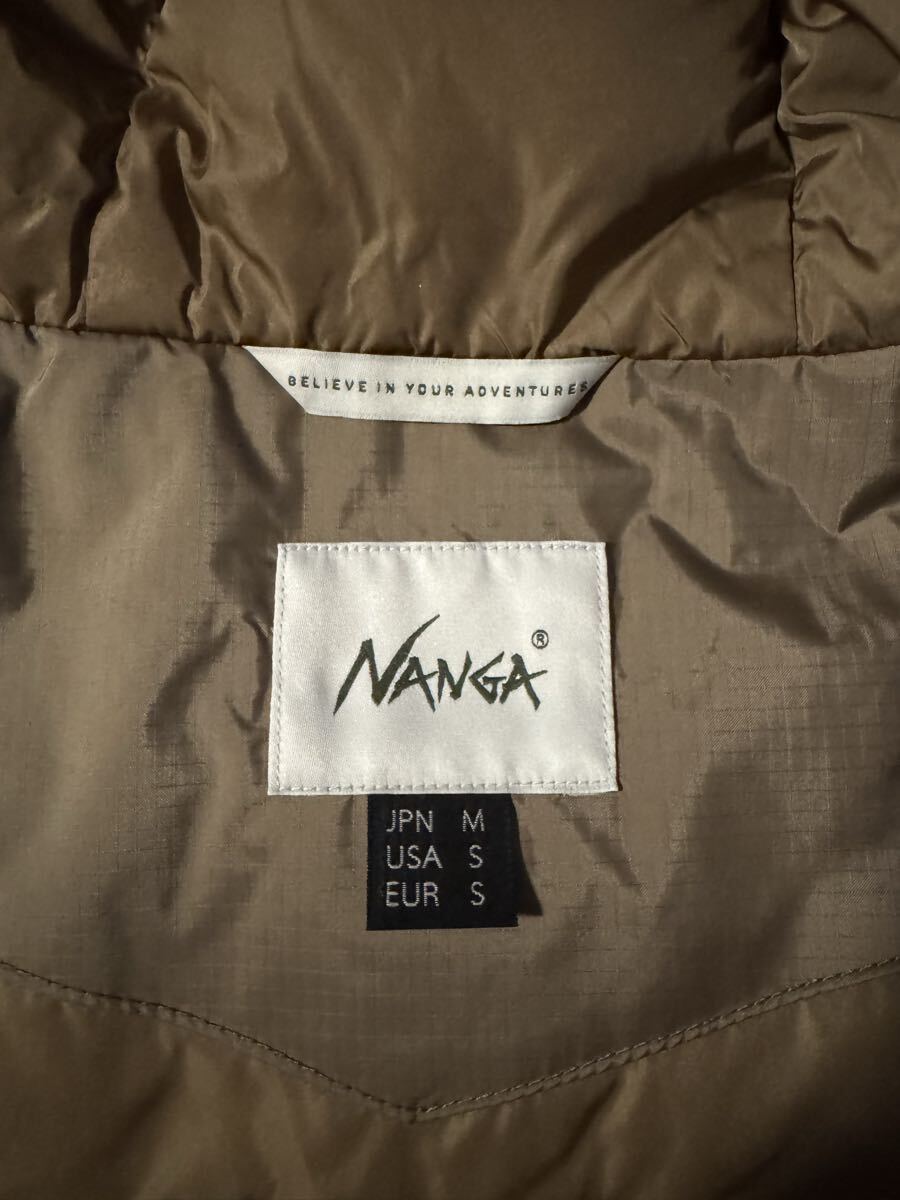 BELIEVE IN YOUR ADVENTURES
NANGA®
JPN M
USA S
EUR S